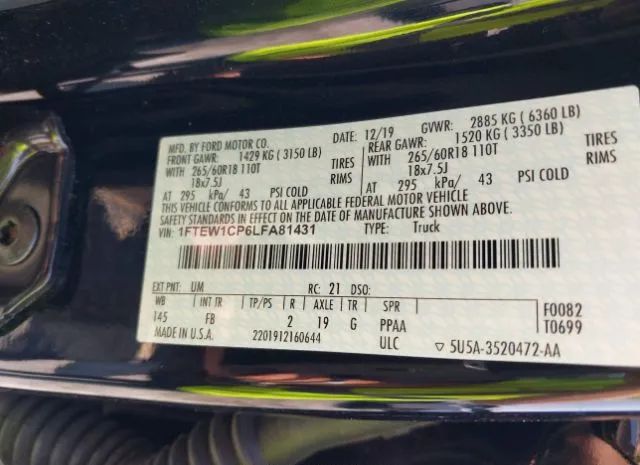 MFD. BY FORD MOTOR CO.
DATE: 12/19 GVWR: 2885 KG ( 6360 LB)
FRONT GAWR: 1429 KG ( 3150 LB)
REAR GAWR: 1520 KG ( 3350 LB)
WITH 265/60R18 110T TIRES
WITH 265/60R18 110T TIRES
18x7.5J RIMS
18x7.5J RIMS
AT 295 kPa/ 43 PSI COLD
AT 295 kPa/ 43 PSI COLD
THIS VEHICLE CONFORMS TO ALL APPLICABLE FEDERAL MOTOR VEHICLE
SAFETY STANDARDS IN EFFECT ON THE DATE OF MANUFACTURE SHOWN ABOVE.
VIN: 1FTEW1CP6LFA81431 TYPE: Truck
EXT PNT: UM RC: 21 DSO:
WB INT TR TP/PS R AXLE TR SPR
F0082
145 FB 2 19 G PPAA
T0699
MADE IN U.S.A. 2201912160644 ULC ▽ 5U5A-3520472-AA